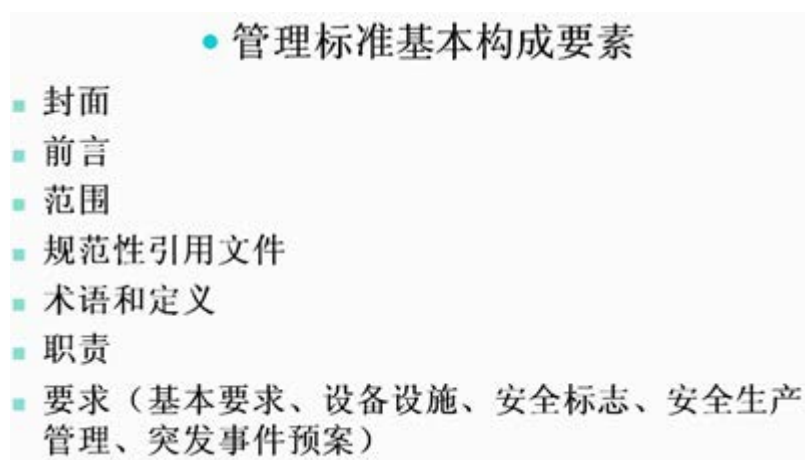 管理标准基本构成要素
封面
前言
范围
规范性引用文件
术语和定义
职责
要求（基本要求、设备设施、安全标志、安全生产
管理、突发事件预案）